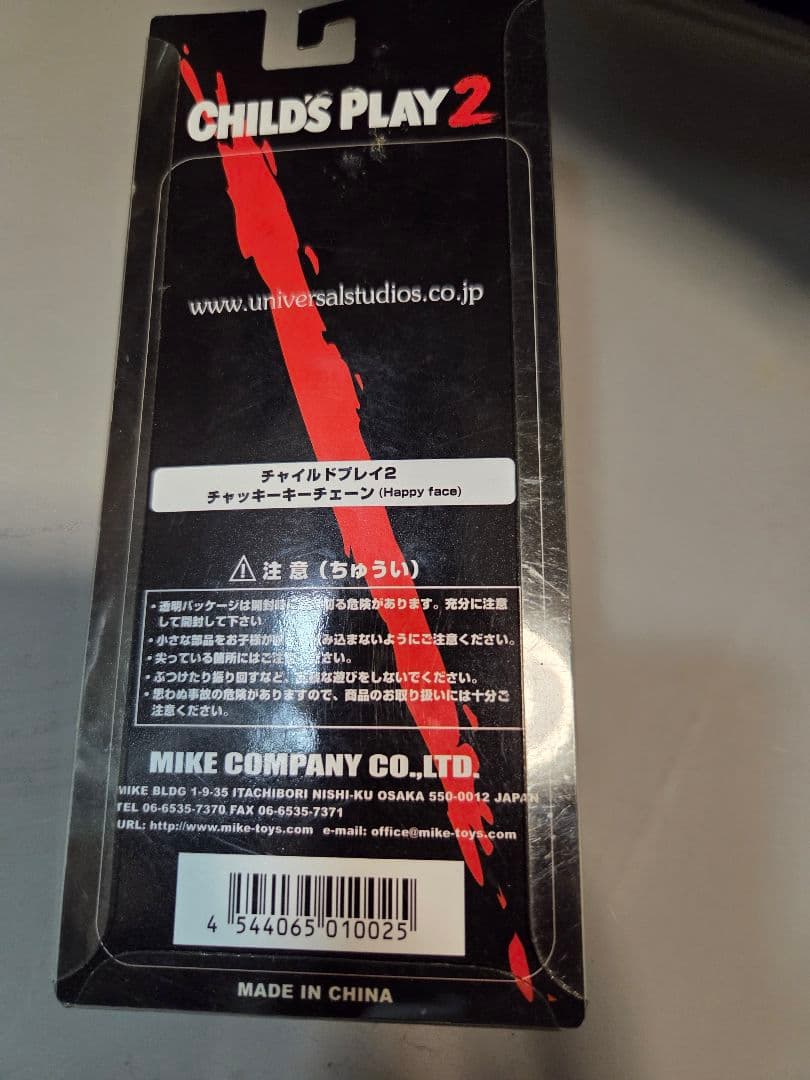 CHILD'S PLAY 2
www.universalstudios.co.jp
チャイルドプレイ2
チャッキーキーチェーン (Happy face)
⚠ 注意（ちゅうい）
・透明パッケージは開封時に 切る危険があります。充分に注意
して開封して下さい
・小さな部品をお子様が 飲み込まないようにご注意ください。
・尖っている箇所にはご注意ください。
・ぶつけたり振り回すなど、 な遊びをしないでください。
・思わぬ事故の危険がありますので、商品のお取り扱いには十分ご
注意ください。
MIKE COMPANY CO.,LTD.
MIKE BLDG 1-9-35 ITACHIBORI NISHI-KU OSAKA 550-0012 JAPAN
TEL 06-6535-7370 FAX 06-6535-7371
URL: http://www.mike-toys.com e-mail: office@mike-toys.com
4 544065 010025
MADE IN CHINA